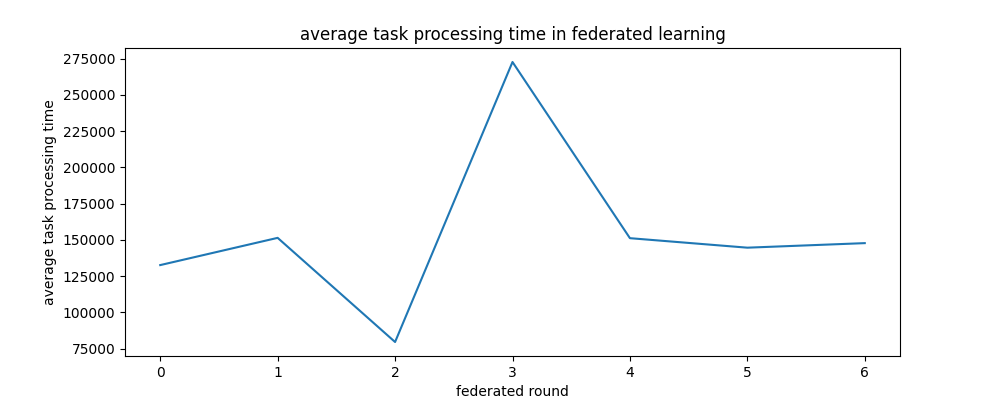 average task processing time in federated learning
average task processing time
275000
250000
225000
200000
175000
150000
125000
100000
75000
0 1 2 3 4 5 6
federated round